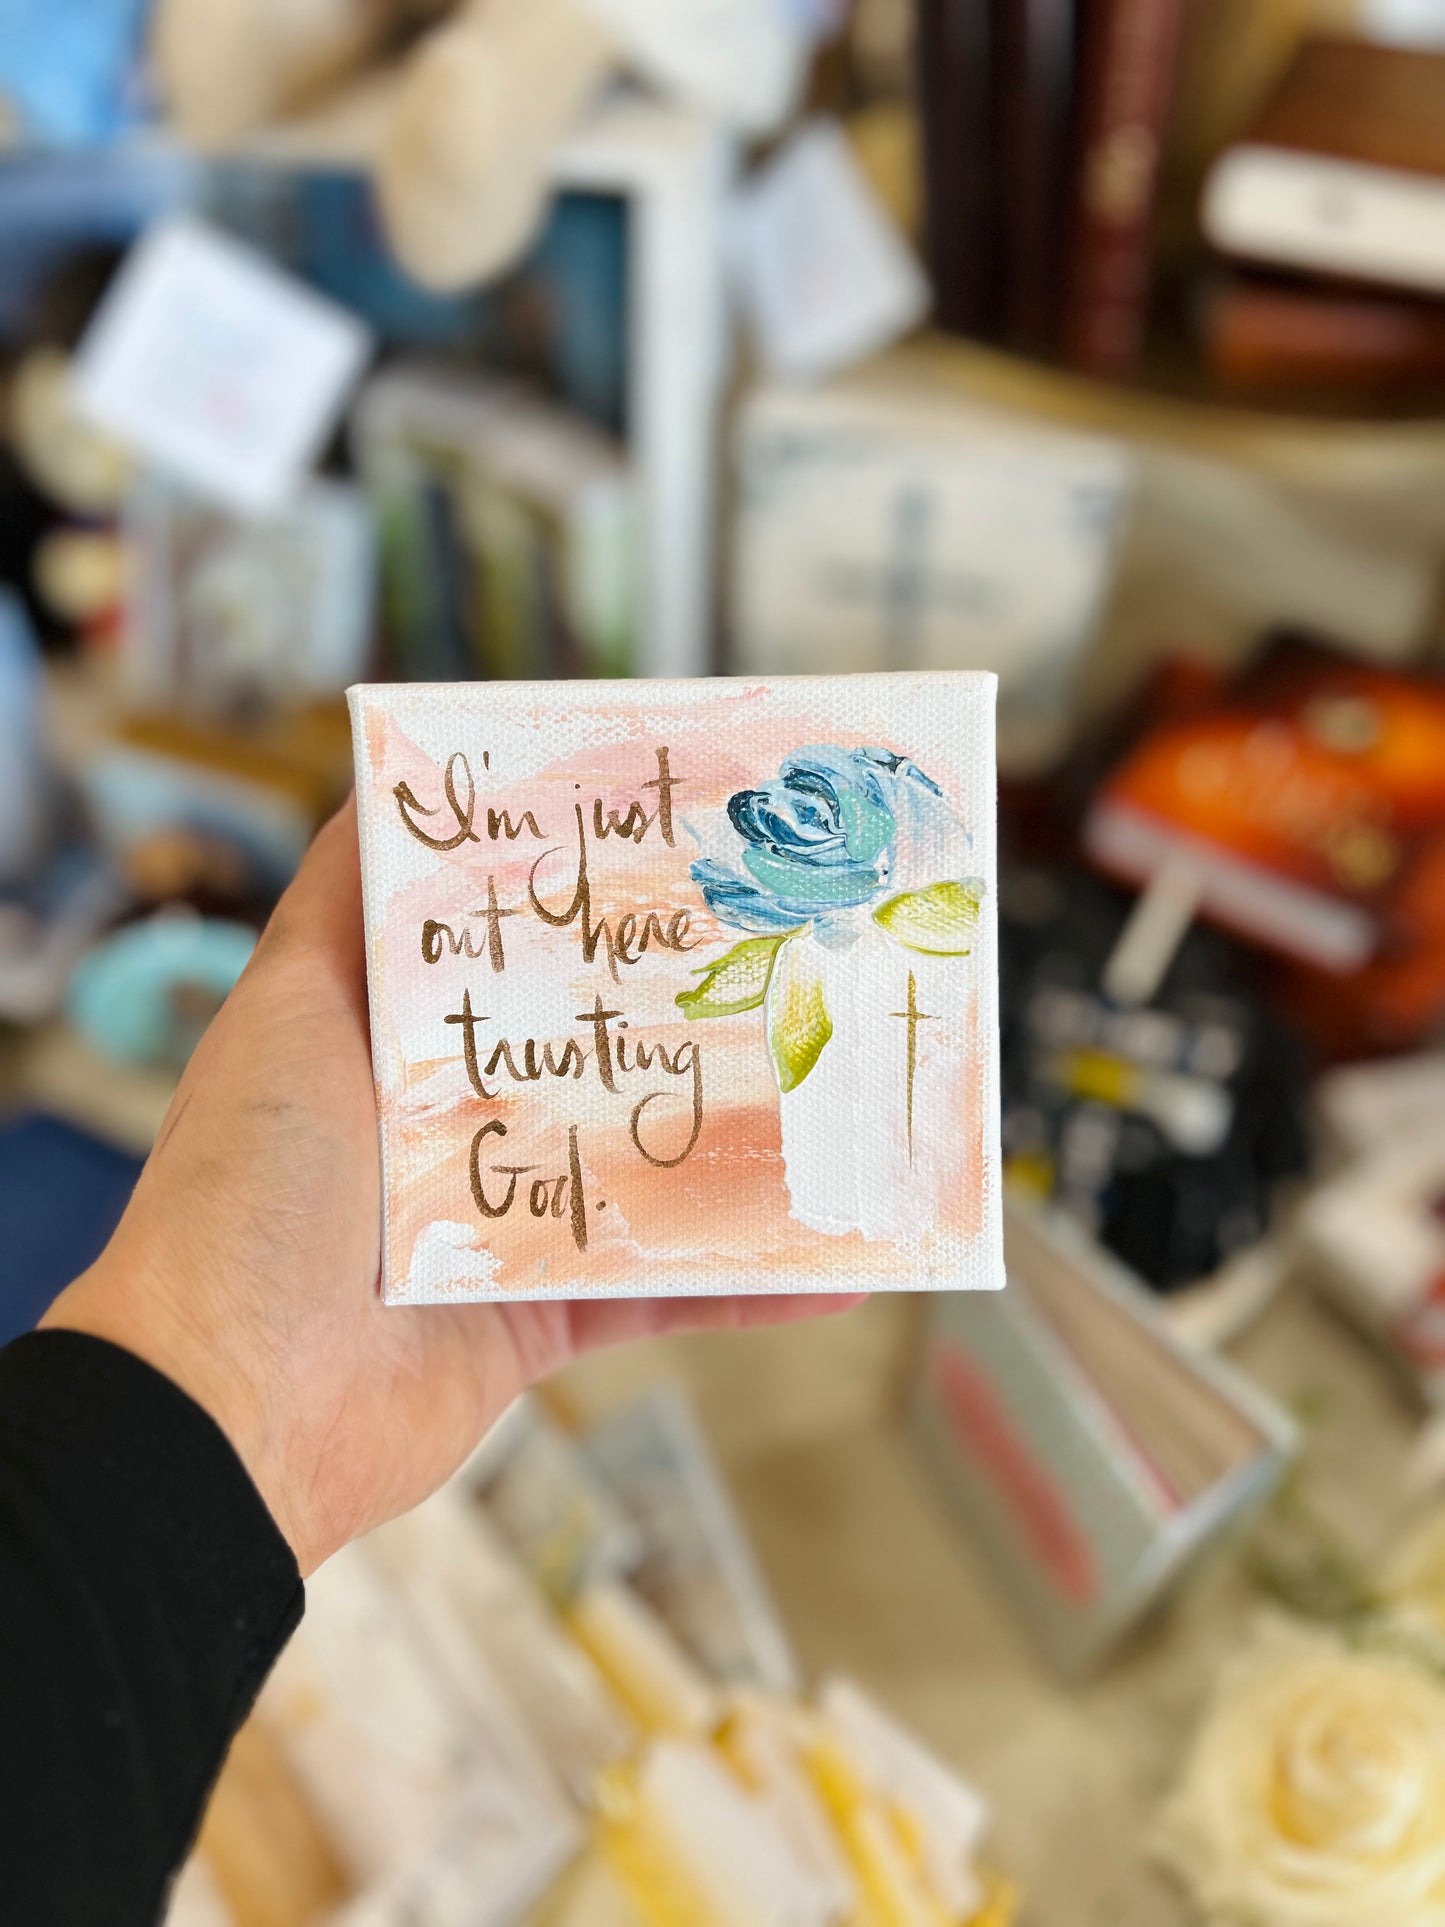 I'm just
out here
trusting
God.